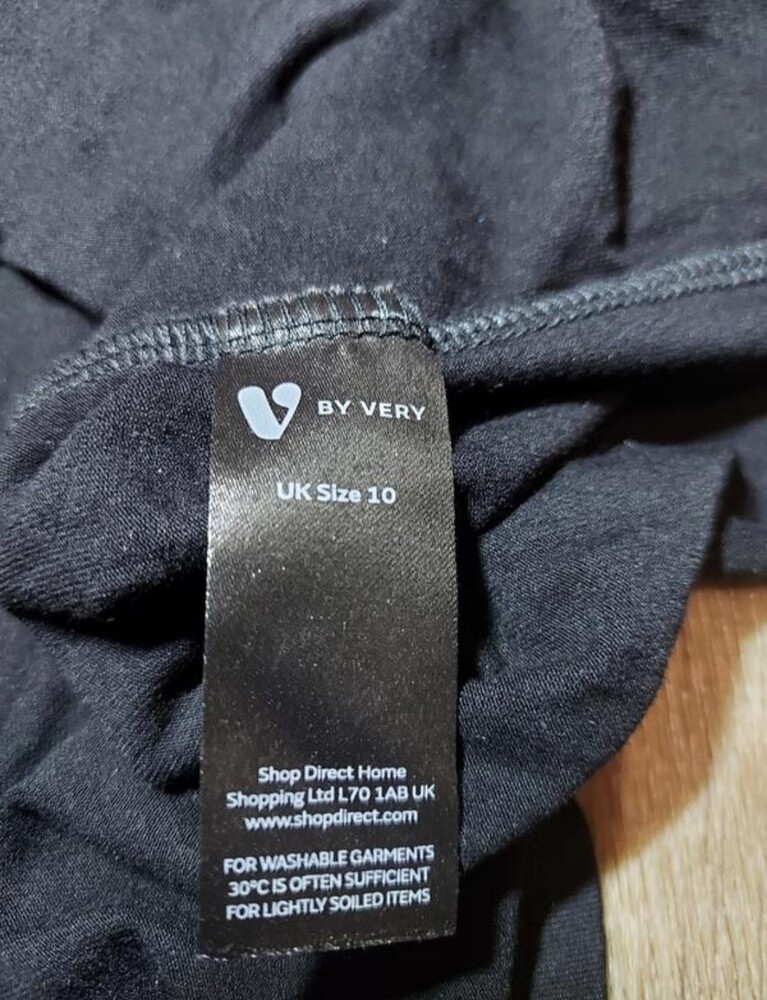 V BY VERY
UK Size 10
Shop Direct Home
Shopping Ltd L70 1AB UK
www.shopdirect.com
FOR WASHABLE GARMENTS
30°C IS OFTEN SUFFICIENT
FOR LIGHTLY SOILED ITEMS